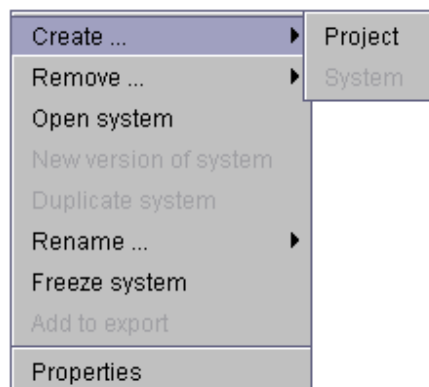 Create ...
Project
Remove ...
System
Open system
New version of system
Duplicate system
Rename ...
Freeze system
Add to export
Properties